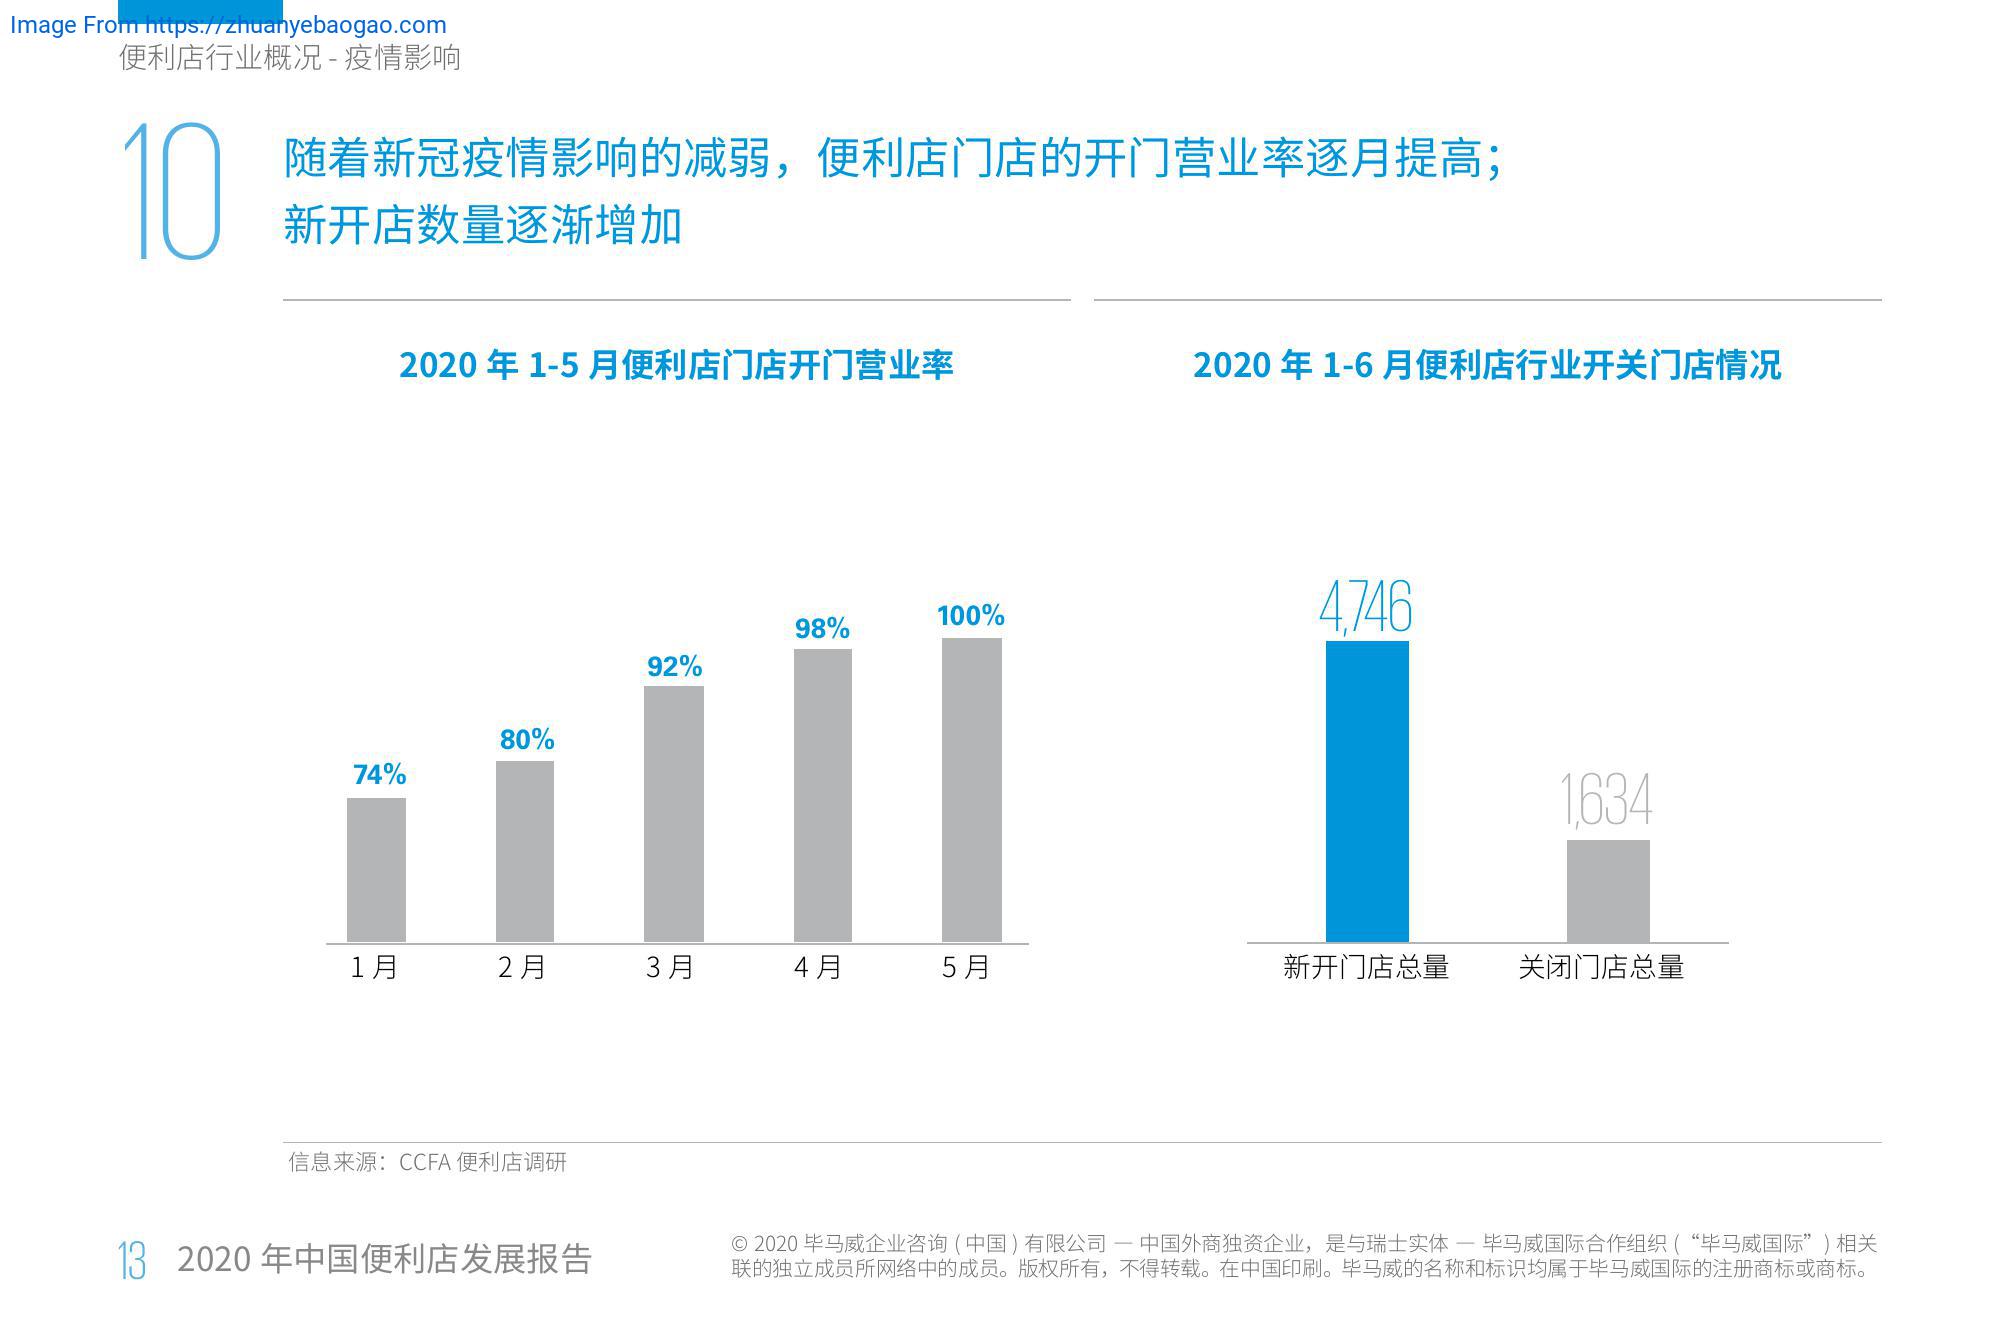 Image From https://zhuanyebaogao.com
便利店行业概况 - 疫情影响
10
随着新冠疫情影响的减弱，便利店门店的开门营业率逐月提高；
新开店数量逐渐增加
2020 年 1-5 月便利店门店开门营业率
2020 年 1-6 月便利店行业开关门店情况
74%
80%
92%
98%
100%
1 月
2 月
3 月
4 月
5 月
4,746
1,634
新开门店总量
关闭门店总量
信息来源：CCFA 便利店调研
13
2020 年中国便利店发展报告
© 2020 毕马威企业咨询 ( 中国 ) 有限公司 — 中国外商独资企业，是与瑞士实体 — 毕马威国际合作组织 (“毕马威国际” ) 相关
联的独立成员所网络中的成员。版权所有，不得转载。在中国印刷。毕马威的名称和标识均属于毕马威国际的注册商标或商标。